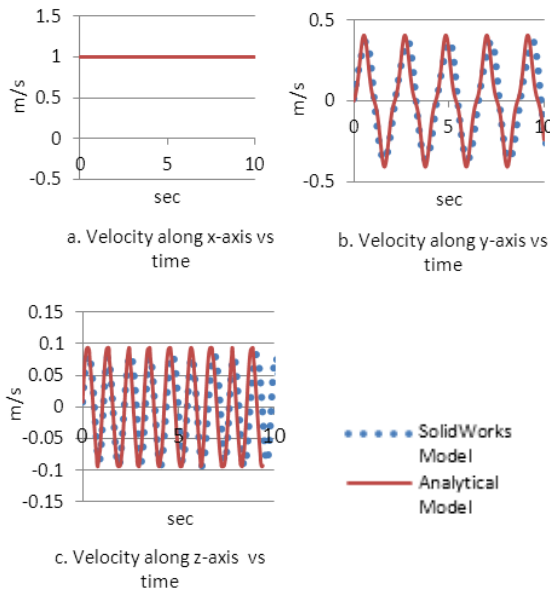 1.5
1
0.5
0
-0.5
m/s
0 5 10
sec
a. Velocity along x-axis vs
time
0.5
0
-0.5
m/s
0 5 10
sec
b. Velocity along y-axis vs
time
0.15
0.1
0.05
0
-0.05
-0.1
-0.15
m/s
0 5 10
sec
c. Velocity along z-axis vs
time
SolidWorks
Model
Analytical
Model